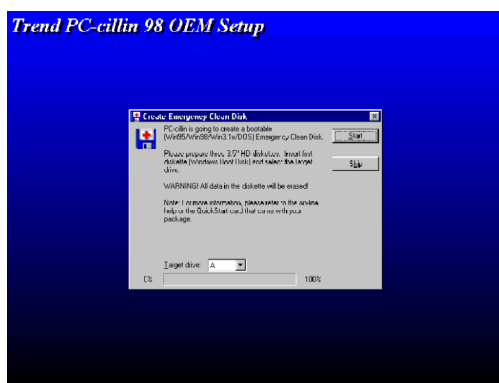 Trend PC-cillin 98 OEM Setup
Create Emergency Clean Disk
PC-cillin is going to create a bootable
(Win95/Win98/Win3.1x/DOS) Emergency Clean Disk.
Start
Please prepare three 3.5" HD diskettes. Insert first
diskette (Windows Boot Disk) and select the target
drive.
Skip
WARNING! All data in the diskette will be erased!
Note: For more information, please refer to the on-line
help or the QuickStart card that came with your
package.
Target drive: A
0% 100%